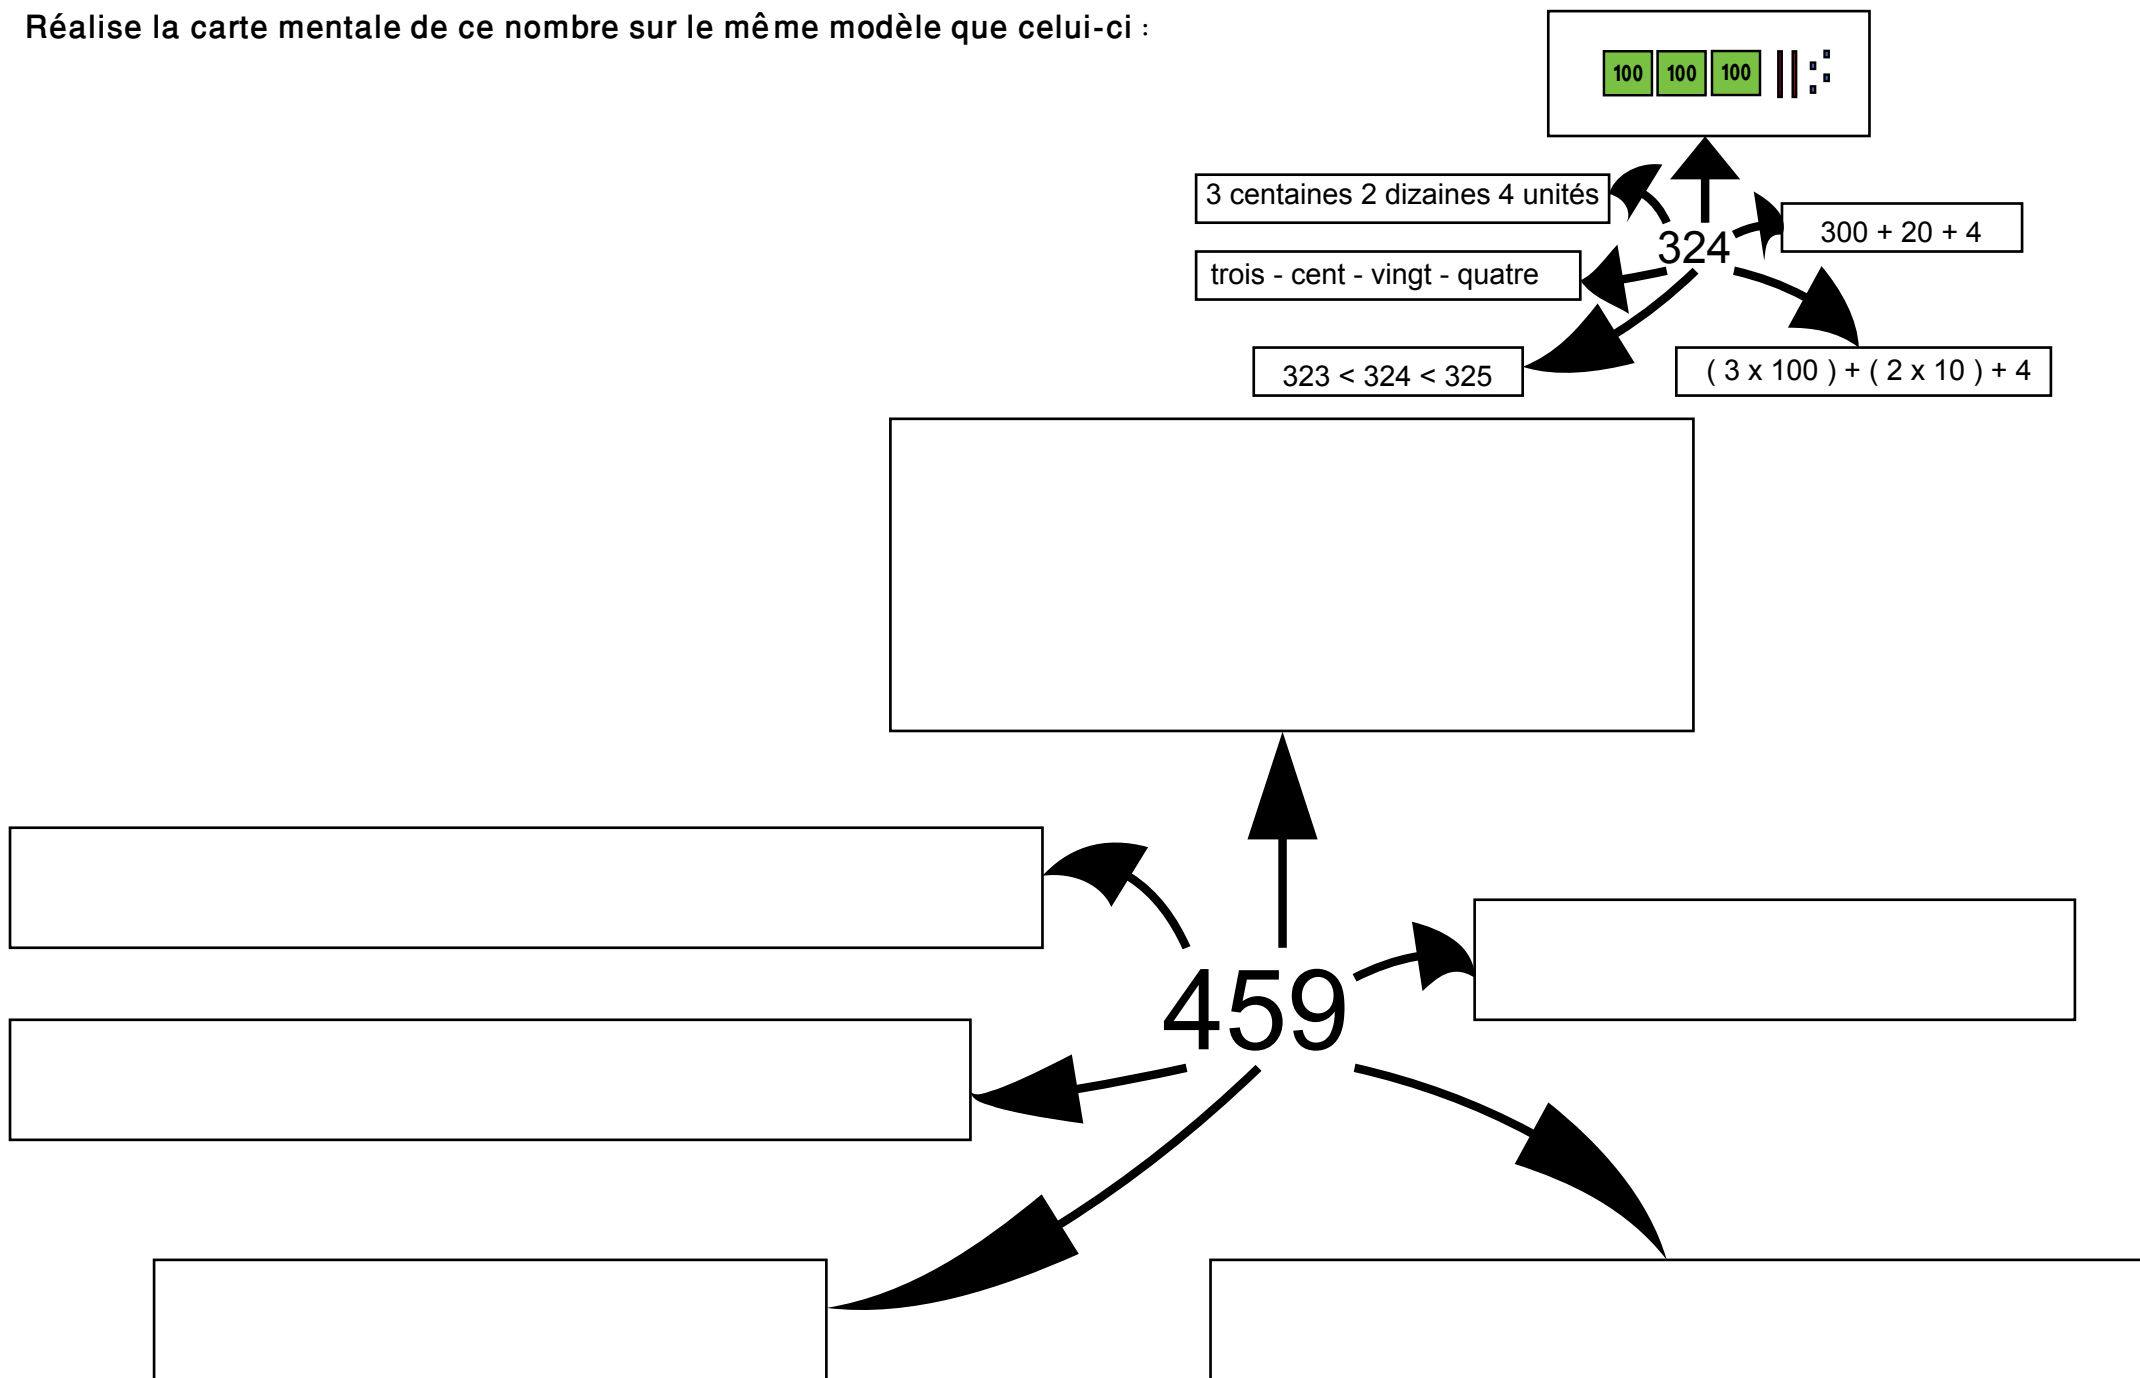 Réalise la carte mentale de ce nombre sur le même modèle que celui-ci :
100 100 100
3 centaines 2 dizaines 4 unités
324
300 + 20 + 4
trois - cent - vingt - quatre
323 < 324 < 325
( 3 x 100 ) + ( 2 x 10 ) + 4
459